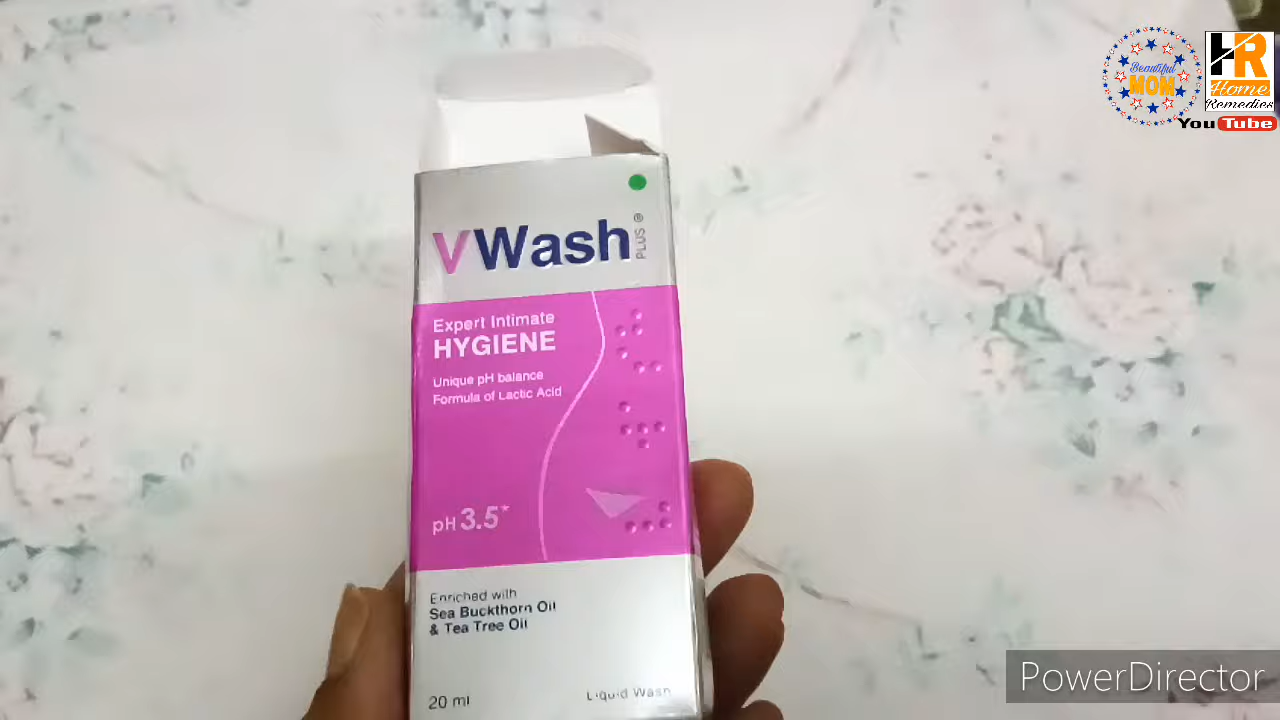 Beautiful
MOM
HR
Home
Remedies
YouTube
VWash
PLUS®
Expert Intimate
HYGIENE
Unique pH balance
Formula of Lactic Acid
pH 3.5*
Enriched with
Sea Buckthorn Oil
& Tea Tree Oil
20 ml
Liquid Wash
PowerDirector